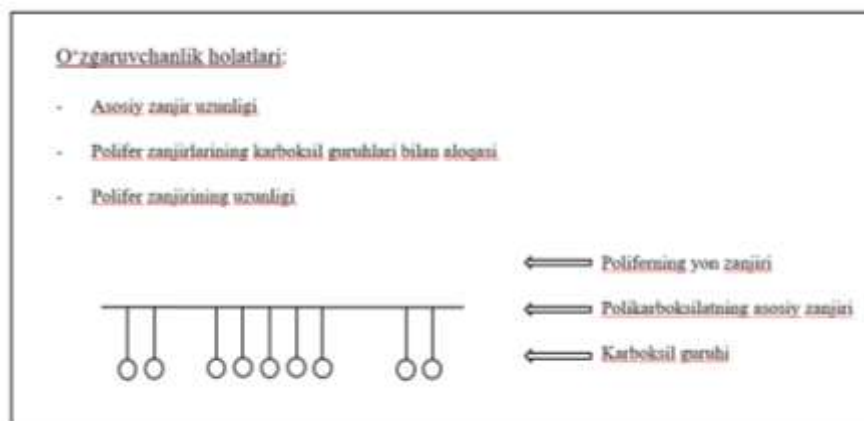 O‘zgaruvchanlik holatlari:
- Asosiy zanjir uzunligi
- Polifer zanjirlarining karboksil guruhlari bilan aloqasi
- Polifer zanjirining uzunligi
Poliferning yon zanjiri
Polikarboksilatning asosiy zanjiri
Karboksil guruhi